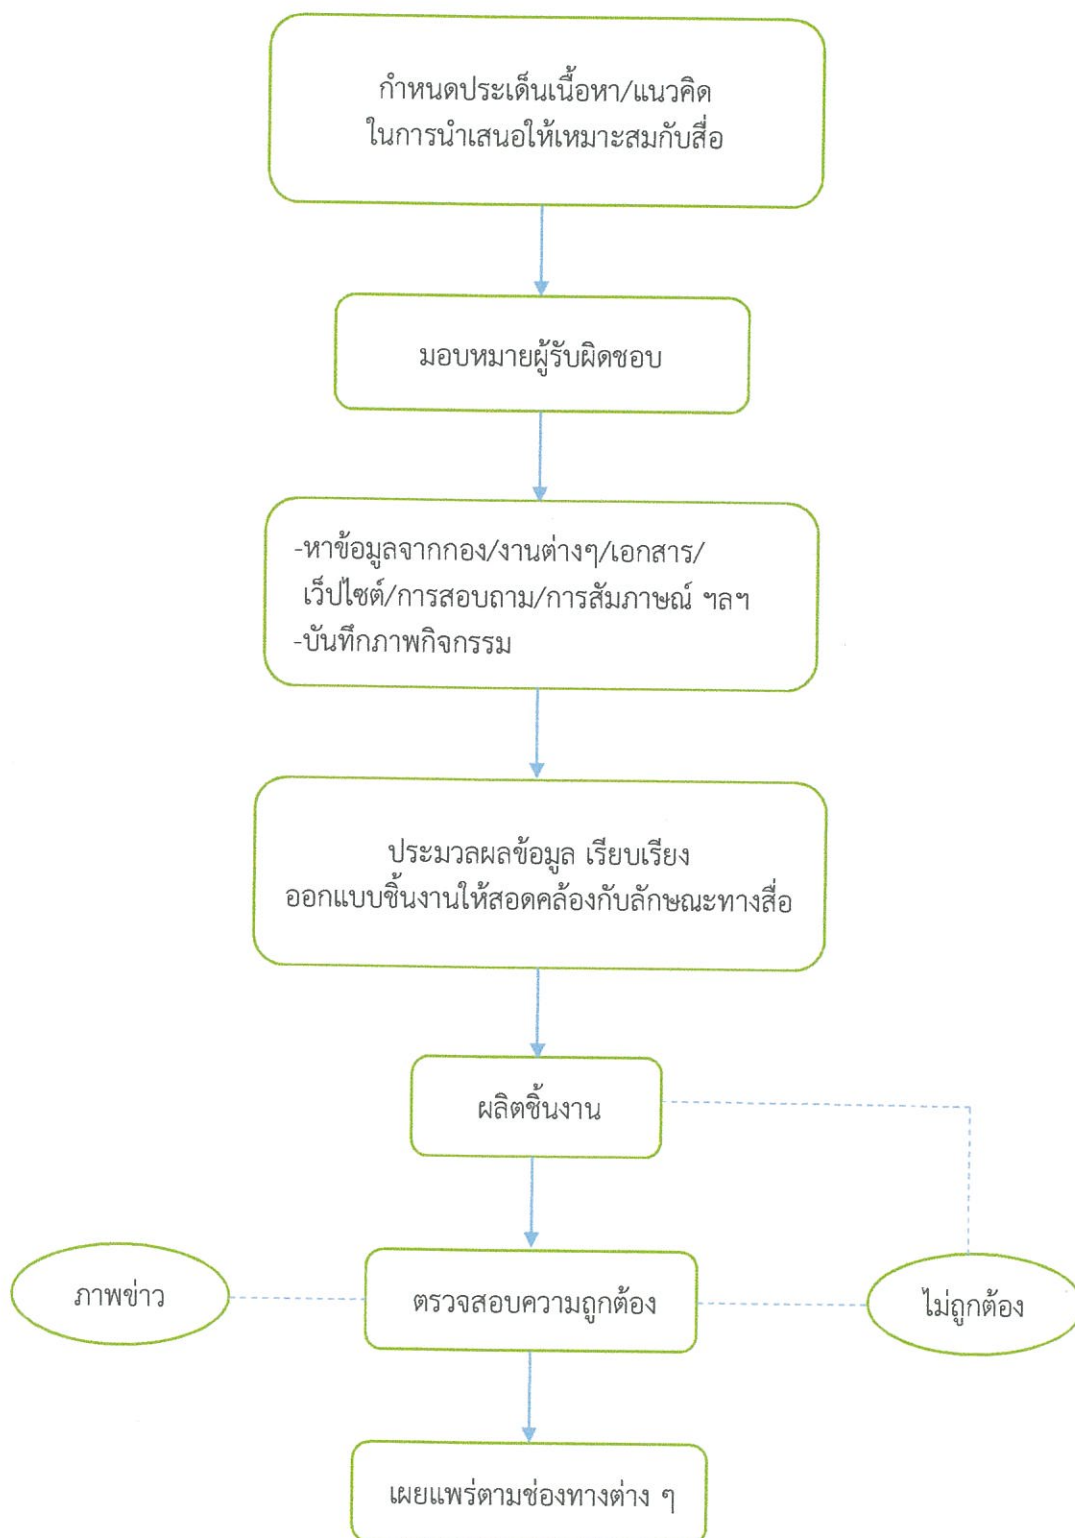 กำหนดประเด็นเนื้อหา/แนวคิด
ในการนำเสนอให้เหมาะสมกับสื่อ
มอบหมายผู้รับผิดชอบ
-หาข้อมูลจากกอง/งานต่างๆ/เอกสาร/
เว็ปไซต์/การสอบถาม/การสัมภาษณ์ ฯลฯ
-บันทึกภาพกิจกรรม
ประมวลผลข้อมูล เรียบเรียง
ออกแบบชิ้นงานให้สอดคล้องกับลักษณะทางสื่อ
ผลิตชิ้นงาน
ภาพข่าว
ตรวจสอบความถูกต้อง
ไม่ถูกต้อง
เผยแพร่ตามช่องทางต่าง ๆ